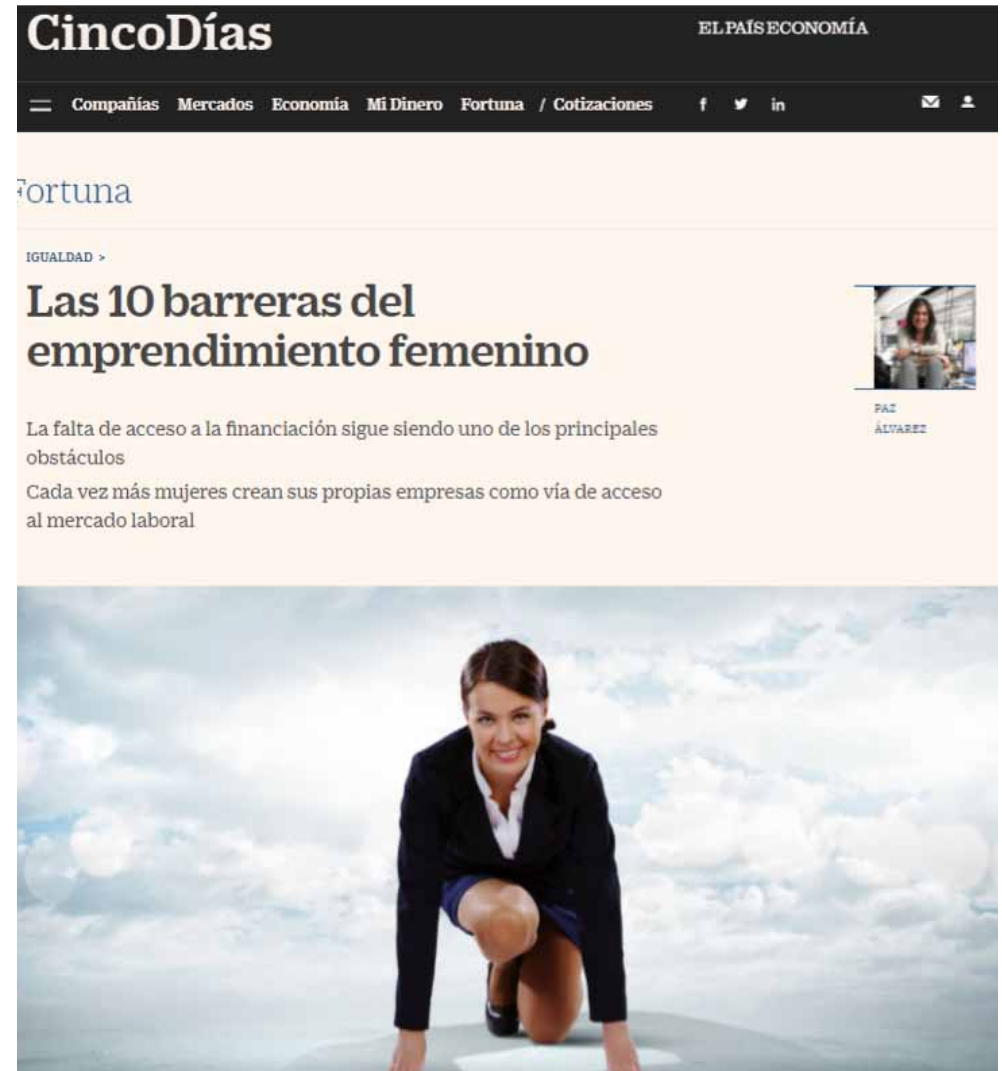 CincoDías
EL PAÍS ECONOMÍA
Compañías Mercados Economía Mi Dinero Fortuna / Cotizaciones f in
Fortuna
IGUALDAD >
Las 10 barreras del
emprendimiento femenino
PAZ
ÁLVAREZ
La falta de acceso a la financiación sigue siendo uno de los principales
obstáculos
Cada vez más mujeres crean sus propias empresas como vía de acceso
al mercado laboral